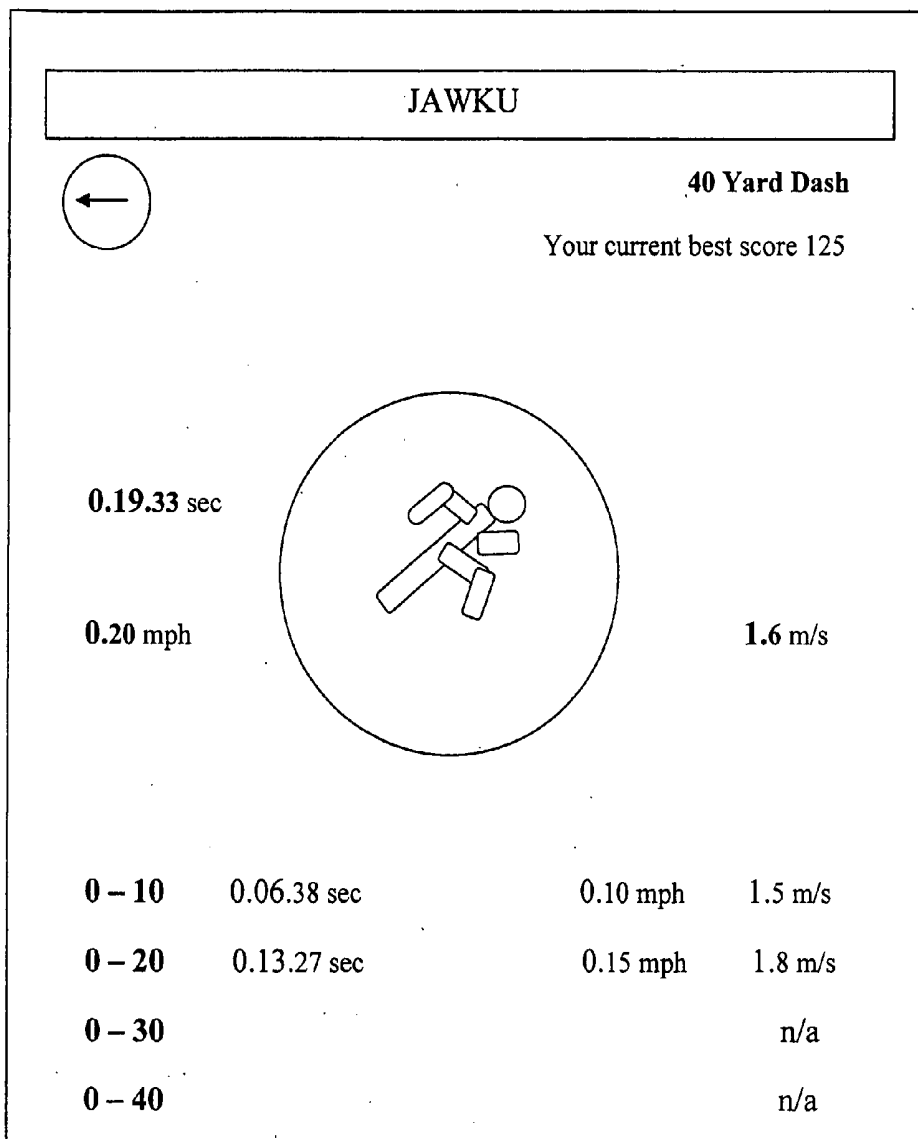 JAWKU
40 Yard Dash
Your current best score 125
0.19.33 sec
0.20 mph 1.6 m/s
0 – 10 0.06.38 sec 0.10 mph 1.5 m/s
0 – 20 0.13.27 sec 0.15 mph 1.8 m/s
0 – 30 n/a
0 – 40 n/a